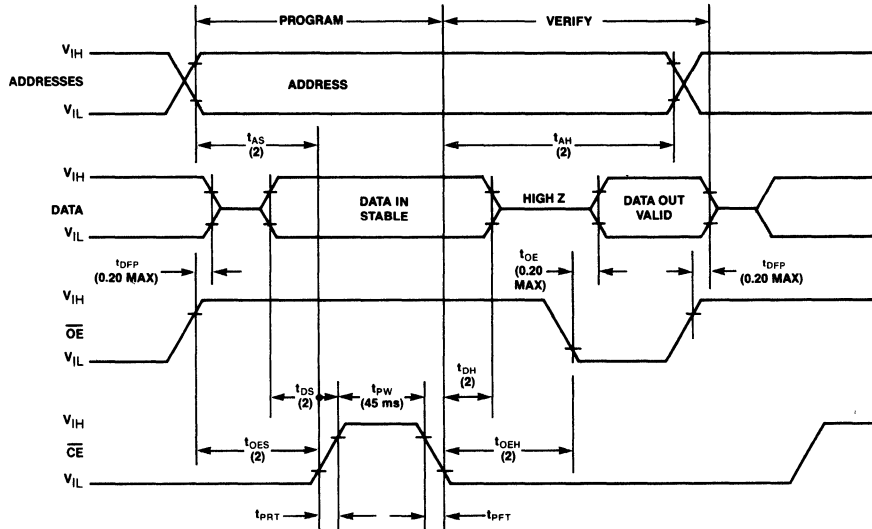 PROGRAM
VERIFY
VIH
ADDRESSES
ADDRESS
VIL
tAS
(2)
tAH
(2)
VIH
DATA
DATA IN
STABLE
HIGH Z
DATA OUT
VALID
VIL
tDFP
(0.20 MAX)
tOE
(0.20
MAX)
tDFP
(0.20 MAX)
VIH
OE
VIL
tDS
(2)
tPW
(45 ms)
tDH
(2)
VIH
CE
tOES
(2)
tOEH
(2)
VIL
tPRT
tPFT